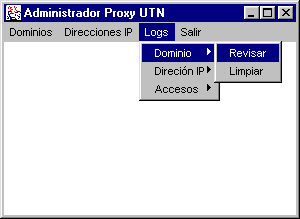 Administrador Proxy UTN
Dominios Direcciones IP Logs Salir
Dominio Revisar
Direción IP Limpiar
Accesos